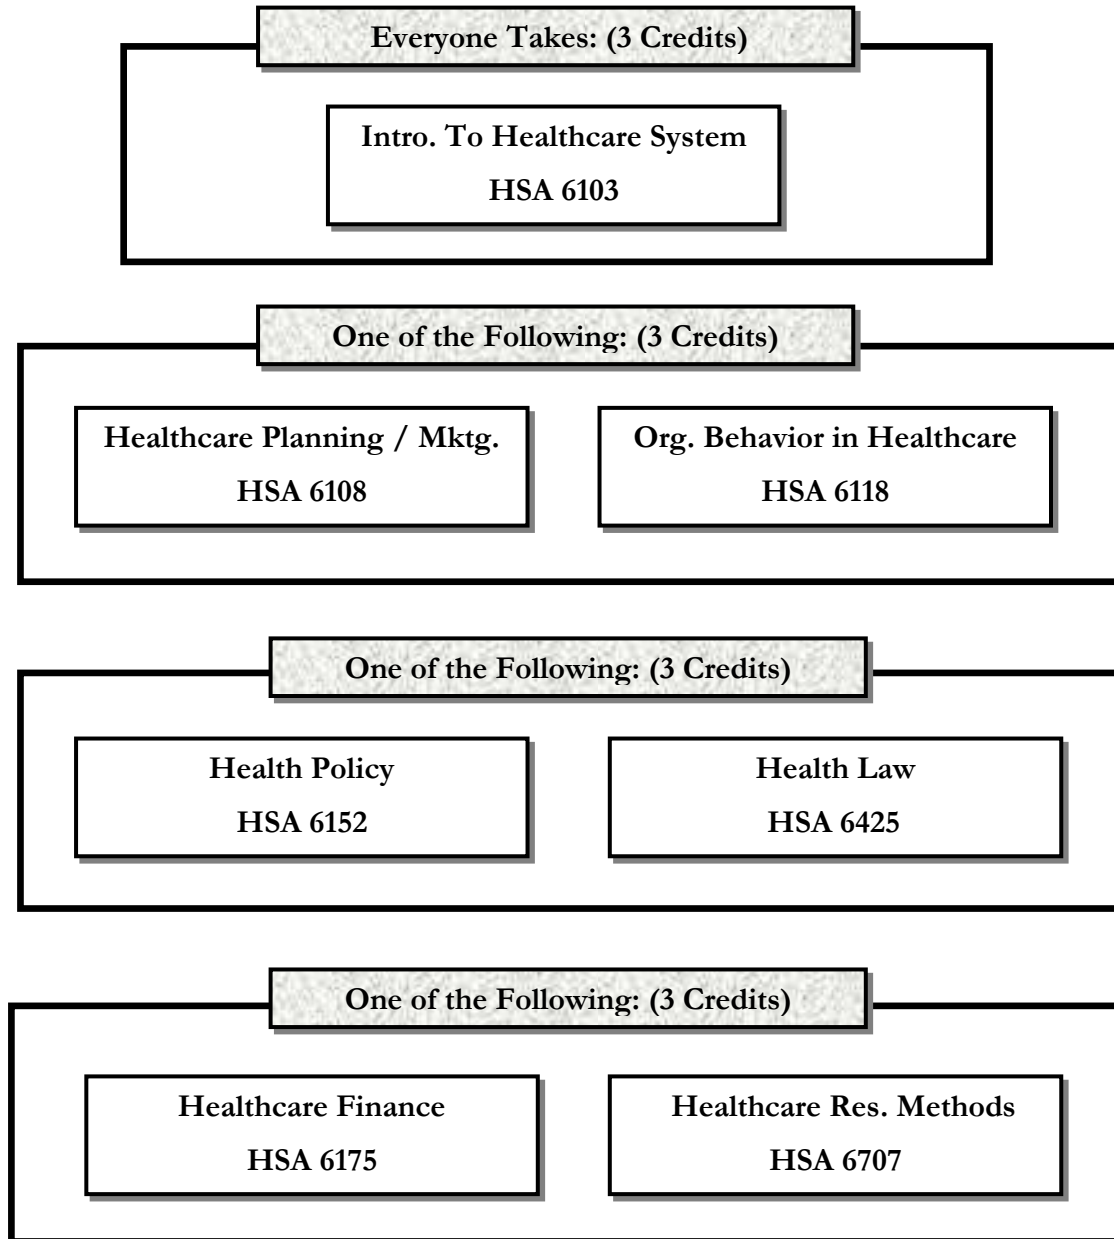 Everyone Takes: (3 Credits)
Intro. To Healthcare System
HSA 6103
One of the Following: (3 Credits)
Healthcare Planning / Mktg.
HSA 6108
Org. Behavior in Healthcare
HSA 6118
One of the Following: (3 Credits)
Health Policy
HSA 6152
Health Law
HSA 6425
One of the Following: (3 Credits)
Healthcare Finance
HSA 6175
Healthcare Res. Methods
HSA 6707